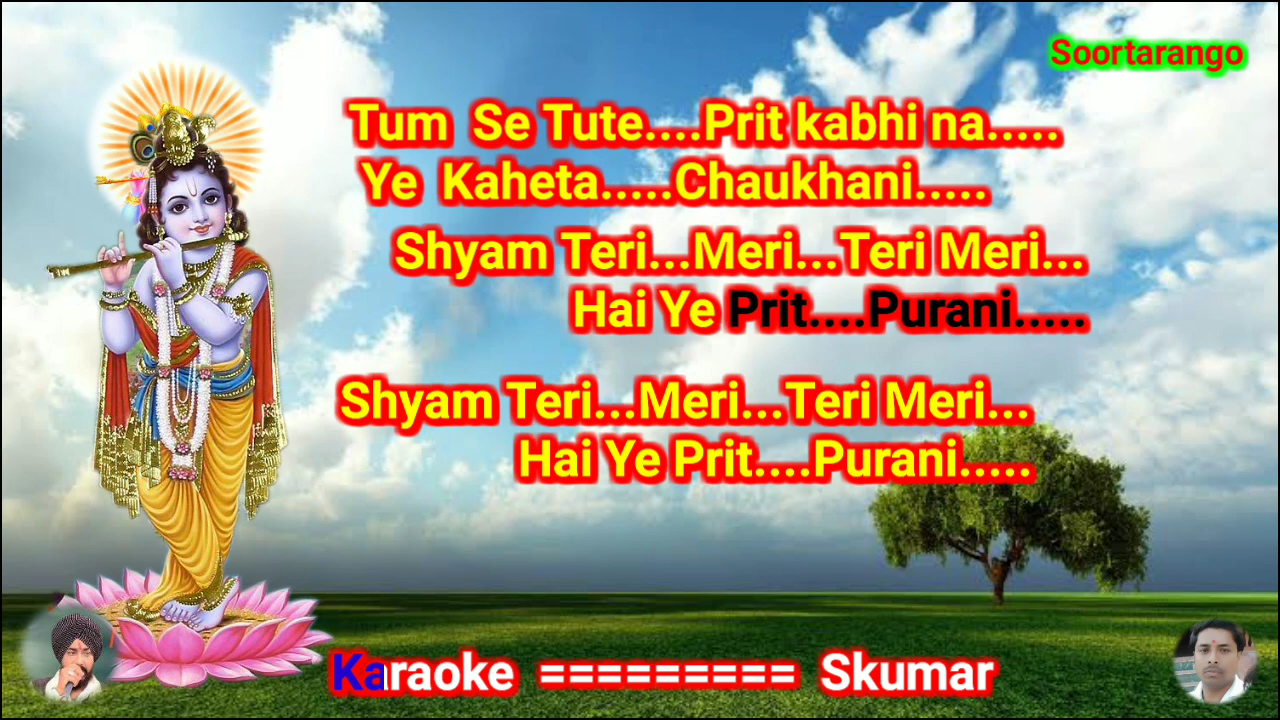 Soortarango
Tum Se Tute....Prit kabhi na.....
Ye Kaheta.....Chaukhani.....
Shyam Teri...Meri...Teri Meri...
Hai Ye Prit....Purani.....
Shyam Teri...Meri...Teri Meri...
Hai Ye Prit....Purani.....
Karaoke ========= Skumar